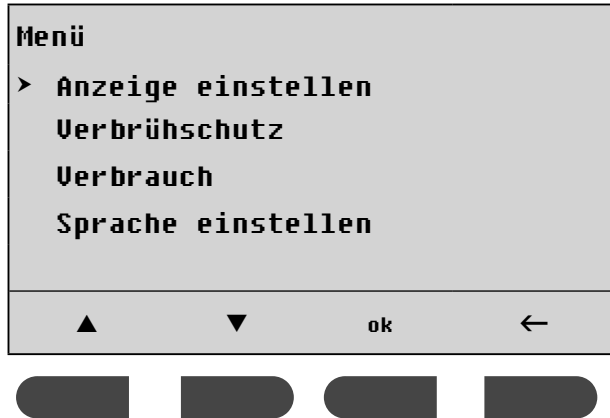 Menü
➤ Anzeige einstellen
Verbrühschutz
Verbrauch
Sprache einstellen
▲ ▼ ok ←